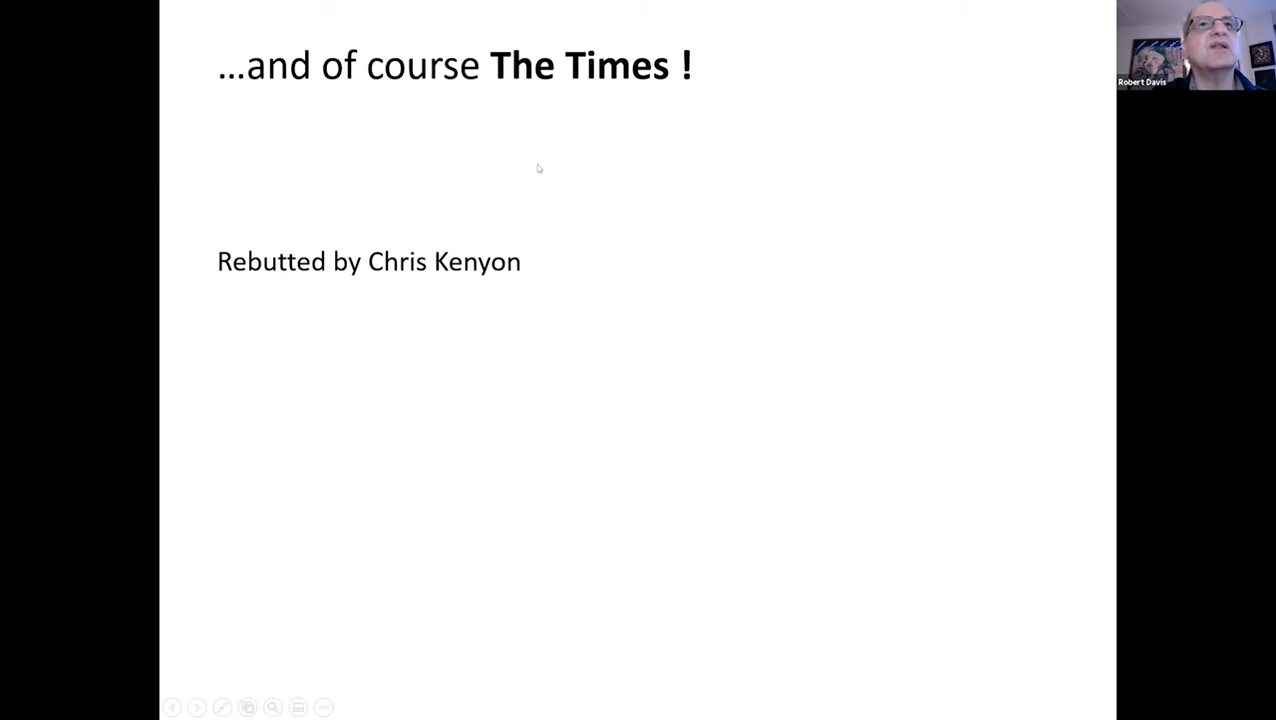 ...and of course The Times !
Robert Davis
Rebutted by Chris Kenyon